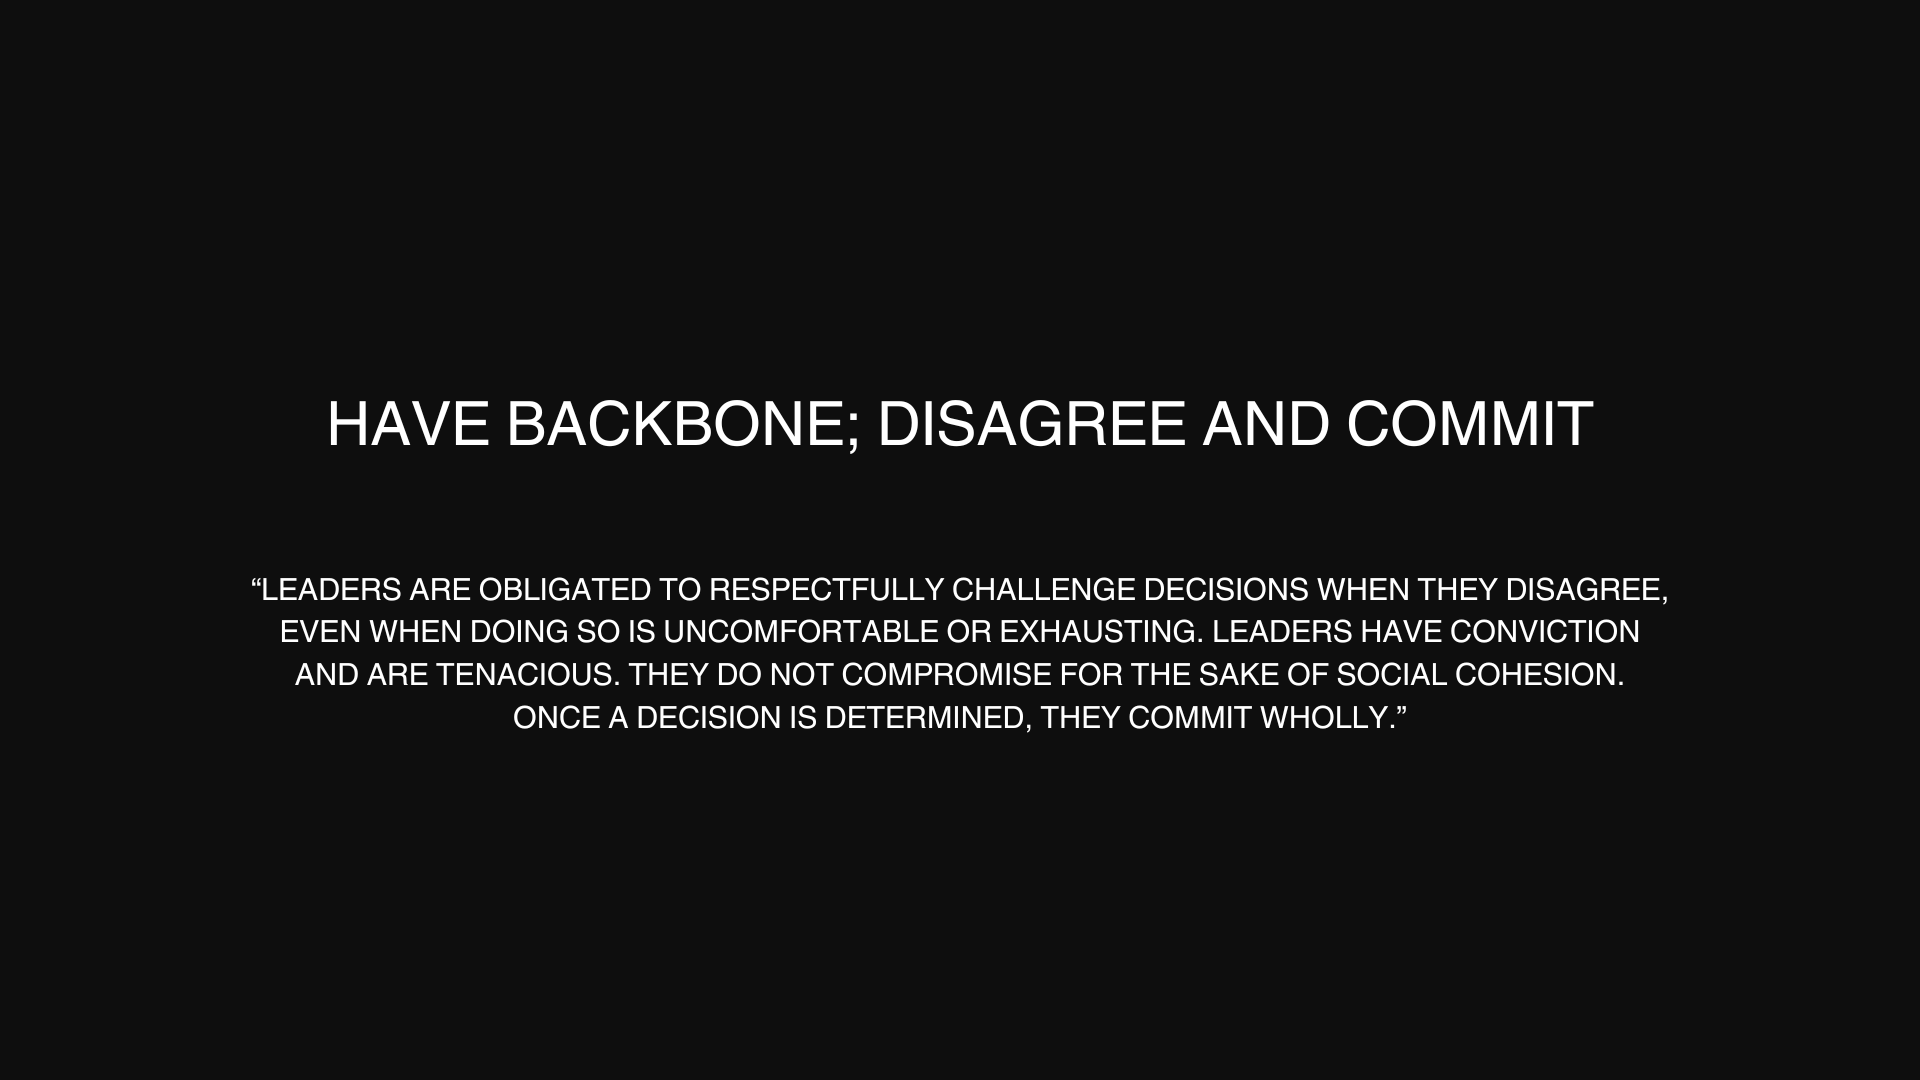 HAVE BACKBONE; DISAGREE AND COMMIT
“LEADERS ARE OBLIGATED TO RESPECTFULLY CHALLENGE DECISIONS WHEN THEY DISAGREE,
EVEN WHEN DOING SO IS UNCOMFORTABLE OR EXHAUSTING. LEADERS HAVE CONVICTION
AND ARE TENACIOUS. THEY DO NOT COMPROMISE FOR THE SAKE OF SOCIAL COHESION.
ONCE A DECISION IS DETERMINED, THEY COMMIT WHOLLY.”